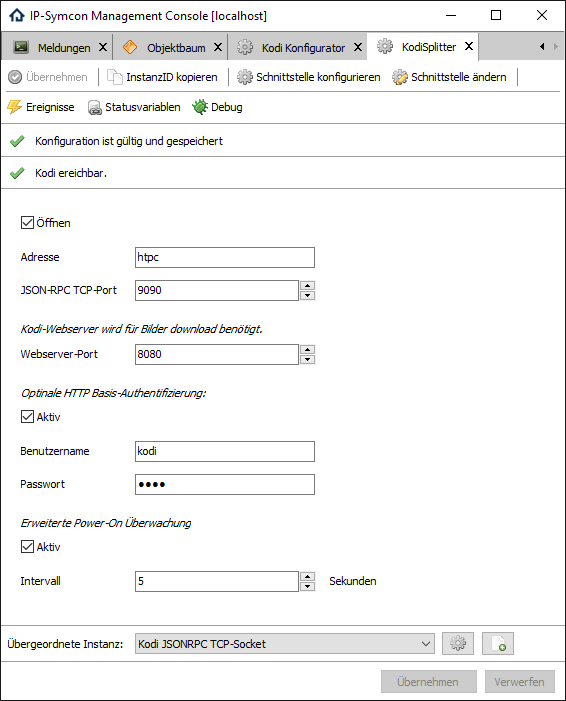 IP-Symcon Management Console [localhost]
Meldungen Objektbaum Kodi Konfigurator KodiSplitter
Übernehmen InstanzID kopieren Schnittstelle konfigurieren Schnittstelle ändern
Ereignisse Statusvariablen Debug
Konfiguration ist gültig und gespeichert
Kodi ereichbar.
Öffnen
Adresse htpc
JSON-RPC TCP-Port 9090
Kodi-Webserver wird für Bilder download benötigt.
Webserver-Port 8080
Optinale HTTP Basis-Authentifizierung:
Aktiv
Benutzername kodi
Passwort ●●●●
Erweiterte Power-On Überwachung
Aktiv
Intervall 5 Sekunden
Übergeordnete Instanz: Kodi JSONRPC TCP-Socket
Übernehmen Verwerfen